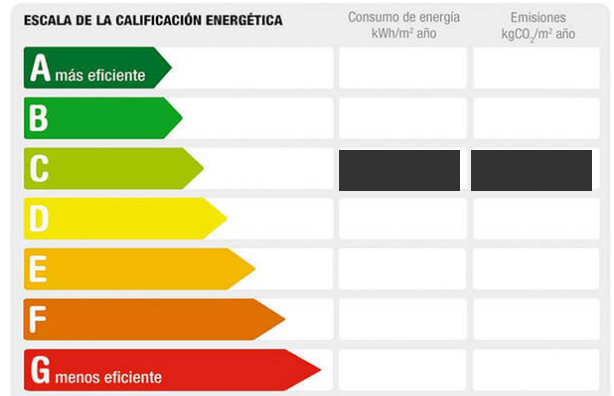 ESCALA DE LA CALIFICACIÓN ENERGÉTICA
Consumo de energía
kWh/m² año
Emisiones
kgCO₂/m² año
A más eficiente
B
C
D
E
F
G menos eficiente